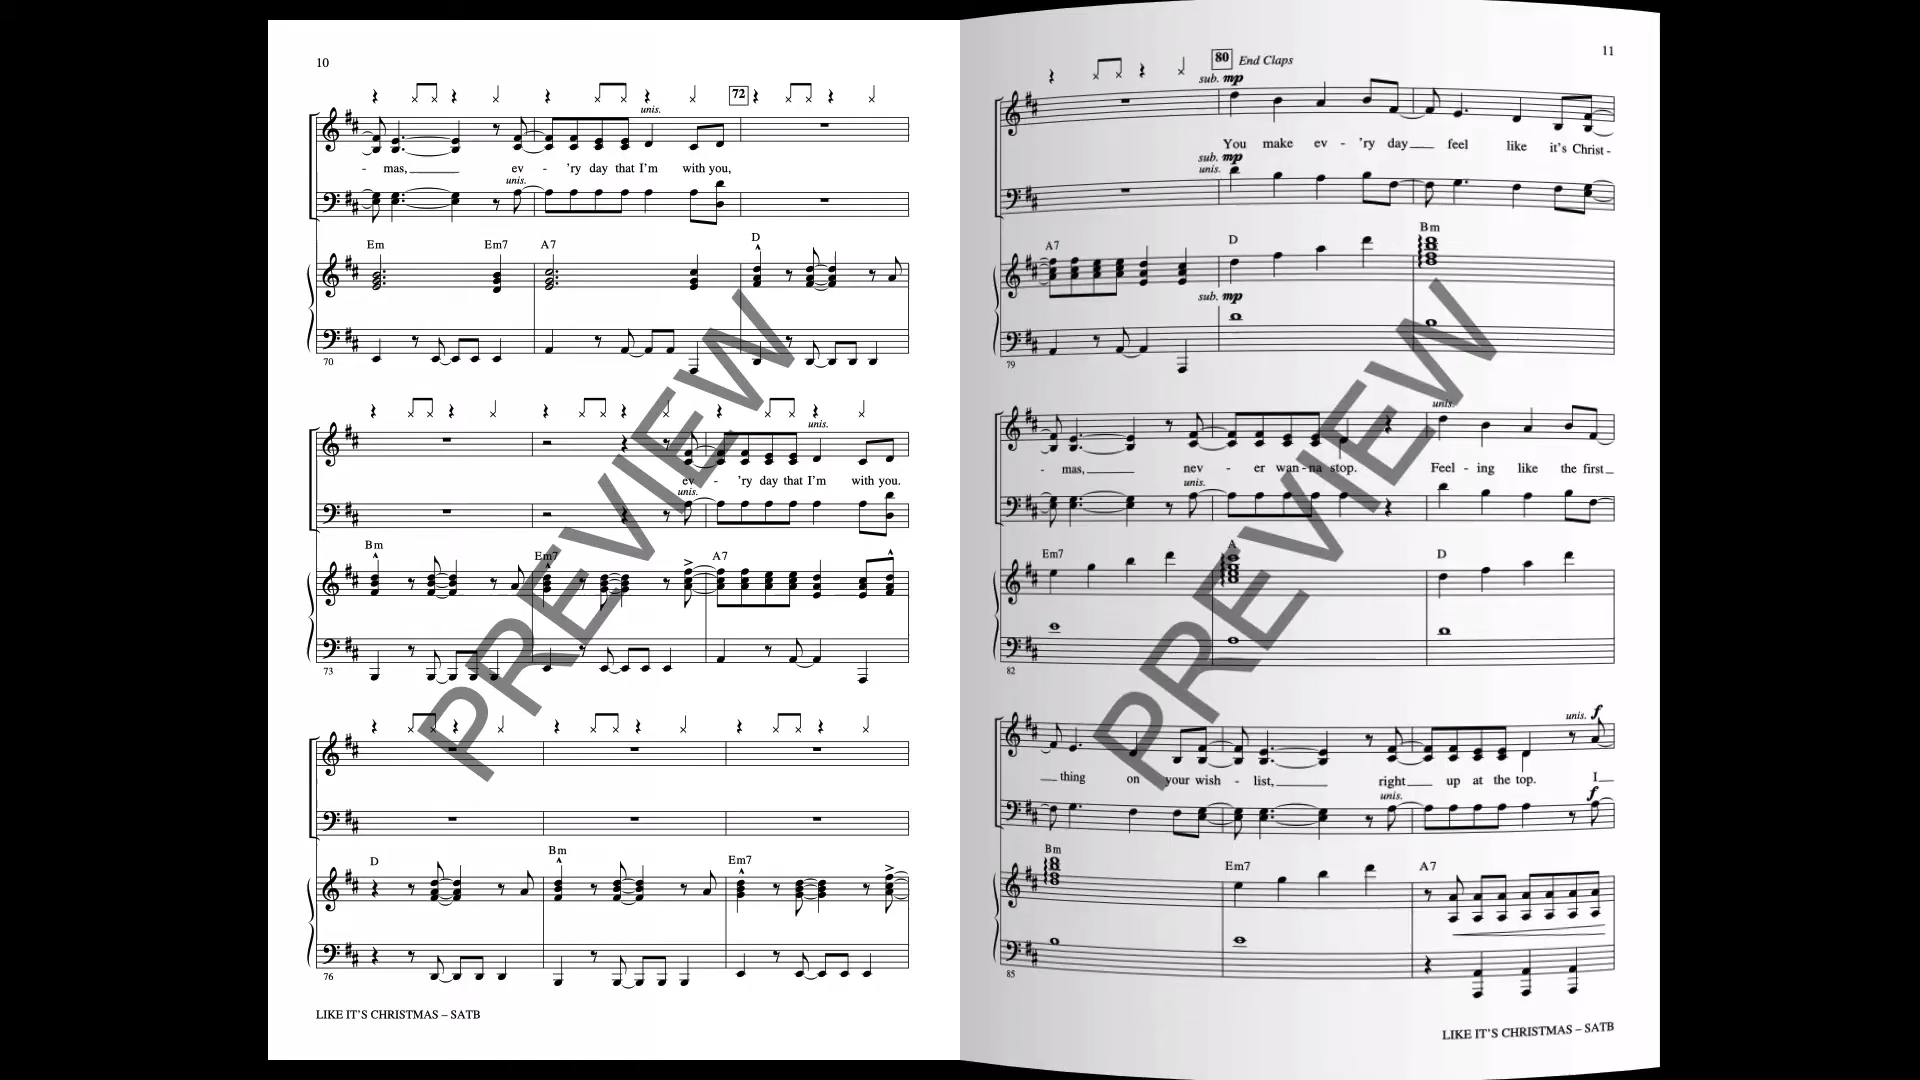 10
72
unis.
- mas, ev - 'ry day that I'm with you,
unis.
Em Em7 A7 D
70
unis.
ev - 'ry day that I'm with you.
unis.
Bm Em7 A7
73
D Bm Em7
76
LIKE IT'S CHRISTMAS – SATB
PREVIEW
11
80 End Claps
sub. mp
You make ev - 'ry day feel like it's Christ -
sub. mp
unis.
A7 D Bm
sub. mp
79
unis.
- mas, nev - er wan - na stop. Feel - ing like the first
unis.
Em7 A D
82
unis. f
thing on your wish - list, right up at the top. I
unis. f
Bm Em7 A7
85
LIKE IT'S CHRISTMAS – SATB
PREVIEW